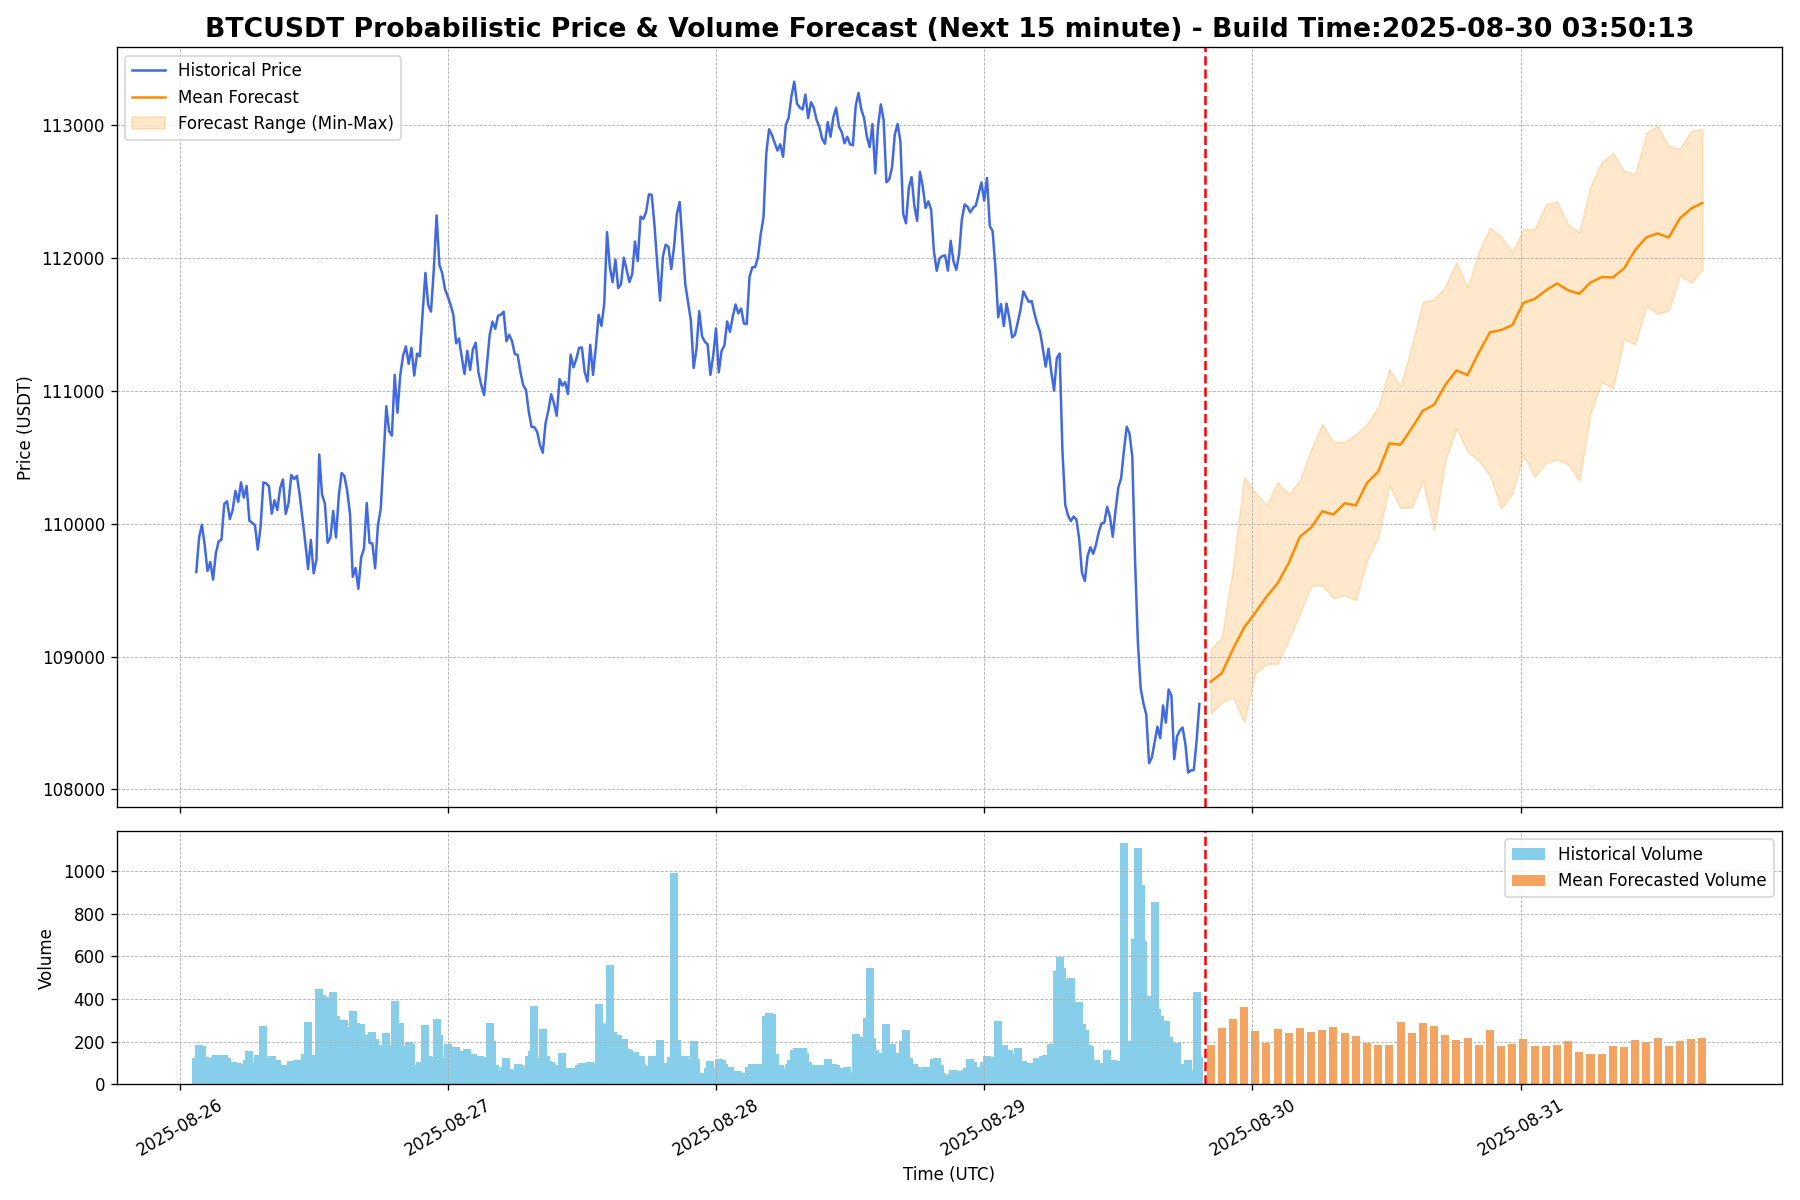 BTCUSDT Probabilistic Price & Volume Forecast (Next 15 minute) - Build Time:2025-08-30 03:50:13
Historical Price
Mean Forecast
Forecast Range (Min-Max)
Price (USDT)
113000
112000
111000
110000
109000
108000
Historical Volume
Mean Forecasted Volume
Volume
1000
800
600
400
200
0
2025-08-26
2025-08-27
2025-08-28
2025-08-29
2025-08-30
2025-08-31
Time (UTC)